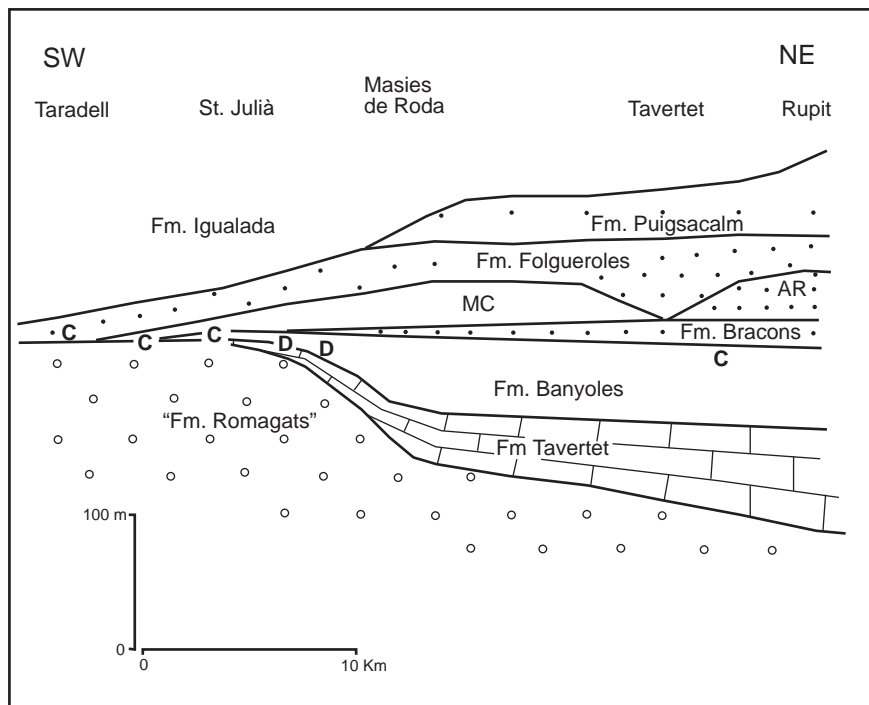 SW
NE
Taradell
St. Julià
Masies
de Roda
Tavertet
Rupit
Fm. Igualada
Fm. Puigsacalm
Fm. Folgueroles
AR
MC
C
C
C
D
D
Fm. Bracons
C
Fm. Banyoles
“Fm. Romagats”
Fm Tavertet
100 m
0
0
10 Km